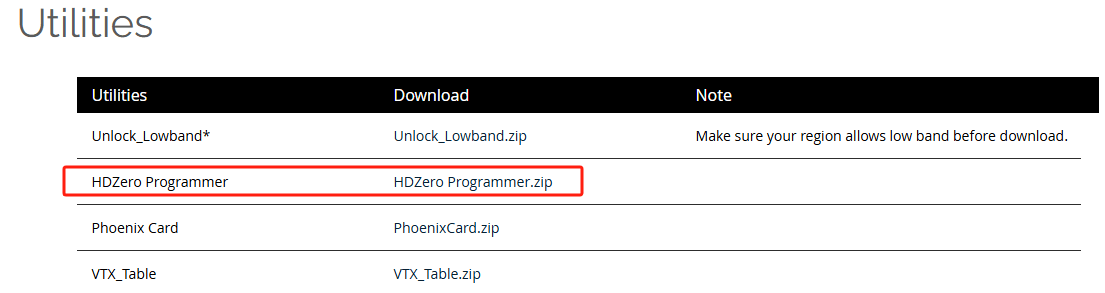 Utilities
Utilities Download Note
Unlock_Lowband* Unlock_Lowband.zip Make sure your region allows low band before download.
HDZero Programmer HDZero Programmer.zip
Phoenix Card PhoenixCard.zip
VTX_Table VTX_Table.zip